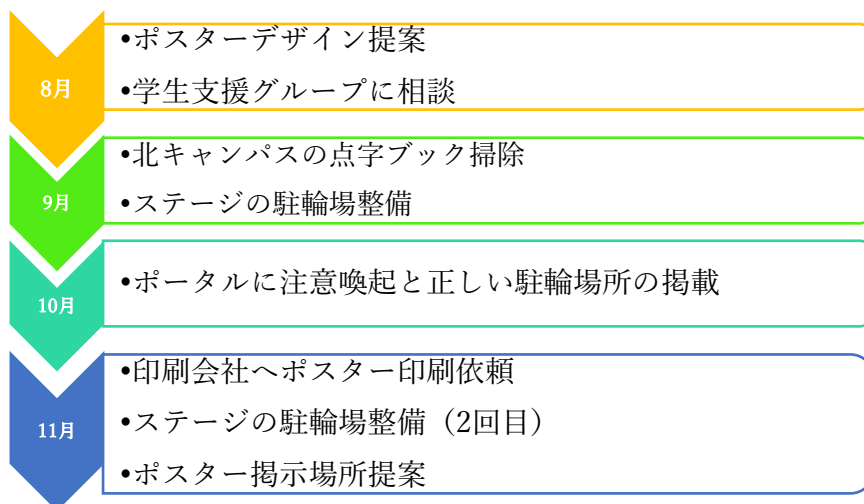 8月
•ポスターデザイン提案
•学生支援グループに相談
9月
•北キャンパスの点字ブック掃除
•ステージの駐輪場整備
10月
•ポータルに注意喚起と正しい駐輪場所の掲載
11月
•印刷会社へポスター印刷依頼
•ステージの駐輪場整備（2回目）
•ポスター掲示場所提案